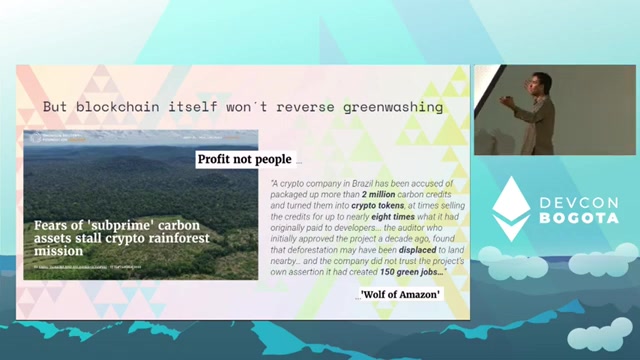 But blockchain itself won´t reverse greenwashing
Profit not people ...
Fears of 'subprime' carbon
assets stall crypto rainforest
mission
"A crypto company in Brazil has been accused of
packaged up more than 2 million carbon credits
and turned them into crypto tokens, at times selling
the credits for up to nearly eight times what it had
originally paid to developers... the auditor who
initially approved the project a decade ago, found
that deforestation may have been displaced to land
nearby.. and the company did not trust the project's
own assertion it had created 150 green jobs..."
...'Wolf of Amazon'
DEVCON
BOGOTA